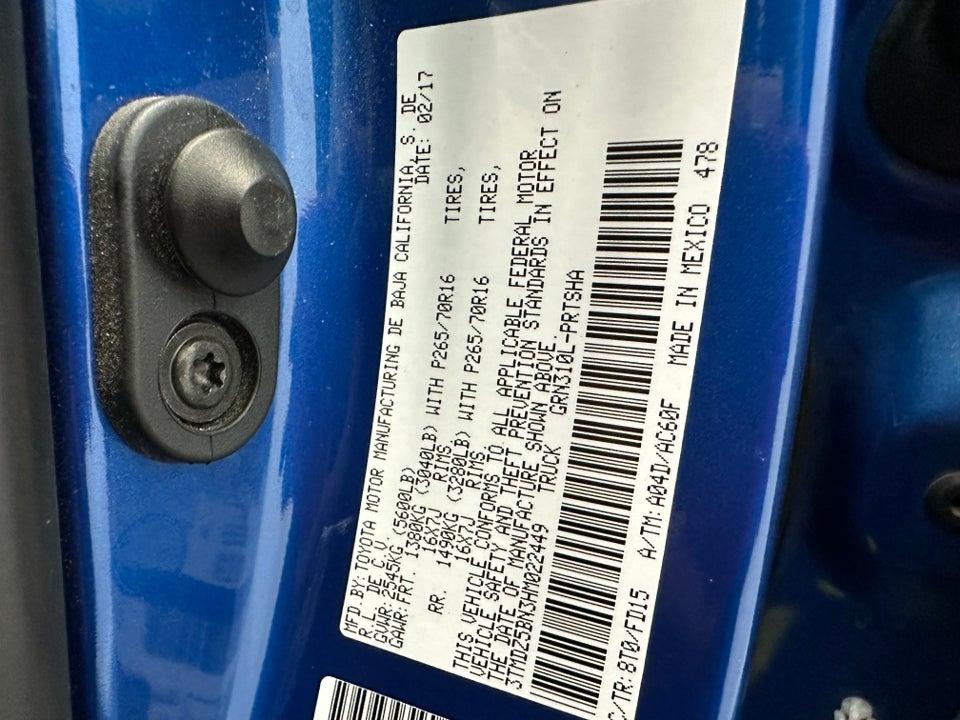 MFD.BY:TOYOTA MOTOR MANUFACTURING DE BAJA CALIFORNIA,S. DE
R.L. DE C.V. DATE: 02/17
GVWR:2545KG (5600LB)
GAWR:FRT. 1380KG (3040LB) WITH P265/70R16 TIRES,
16X7J RIMS
RR. 1490KG (3280LB) WITH P265/70R16 TIRES,
16X7J RIMS
THIS VEHICLE CONFORMS TO ALL APPLICABLE FEDERAL MOTOR
VEHICLE SAFETY AND THEFT PREVENTION STANDARDS IN EFFECT ON
THE DATE OF MANUFACTURE SHOWN ABOVE.
3TMDZ5BN3HM022449 TRUCK GRN310L-PRTSHA
C/TR:8T0/FD15 A/TM:A04D/AC60F MADE IN MEXICO 478